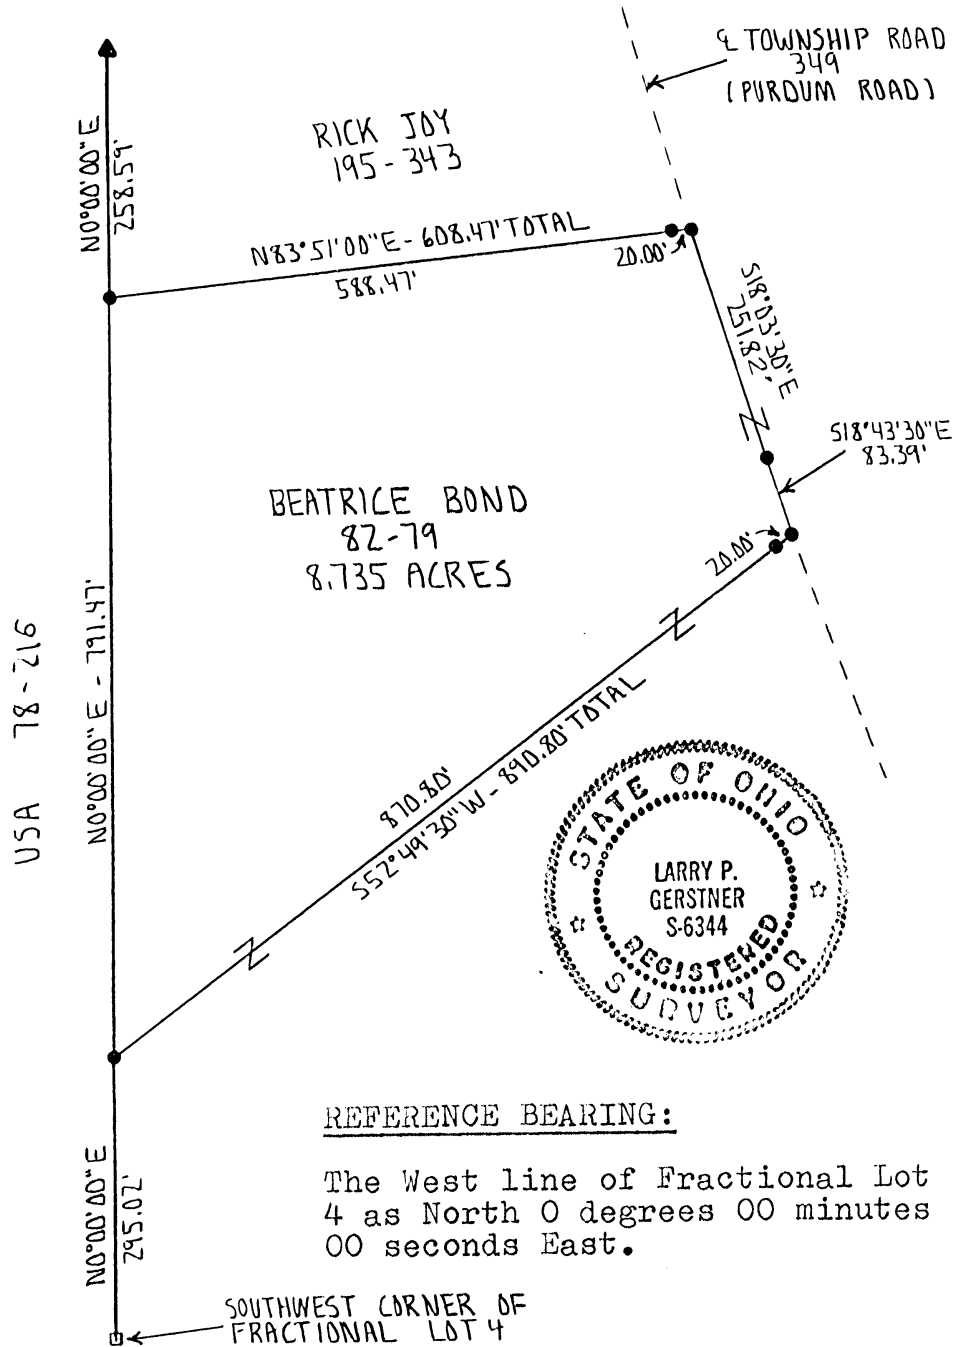 ℄ TOWNSHIP ROAD
349
(PURDUM ROAD)
RICK JOY
195-343
N0°00'00"E
258.59'
N83°51'00"E-608.47' TOTAL
588.47'
20.00'
S18°03'30"E
251.82'
S18°43'30"E
83.39'
BEATRICE BOND
82-79
8.735 ACRES
20.00'
USA 78-216
N0°00'00"E - 791.47'
870.80'
S52°49'30"W - 890.80' TOTAL
STATE OF OHIO
LARRY P.
GERSTNER
S-6344
REGISTERED
SURVEYOR
REFERENCE BEARING:
The West line of Fractional Lot
4 as North 0 degrees 00 minutes
00 seconds East.
N0°00'00"E
295.02'
SOUTHWEST CORNER OF
FRACTIONAL LOT 4